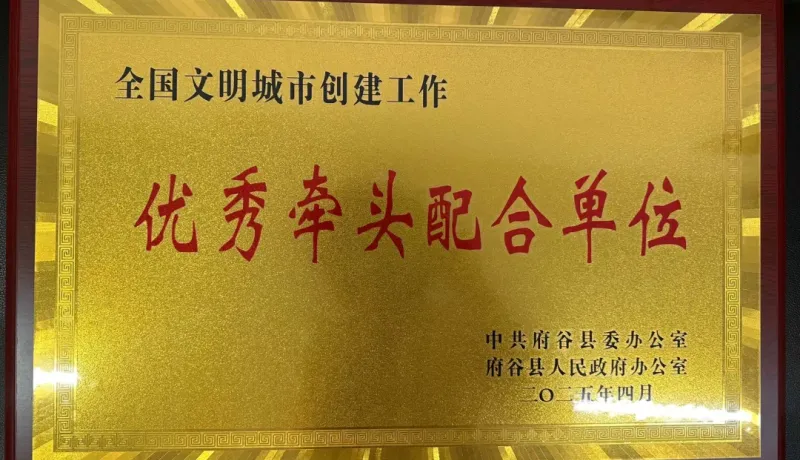 全国文明城市创建工作
优秀牵头配合单位
中共府谷县委办公室
府谷县人民政府办公室
二〇二五年四月